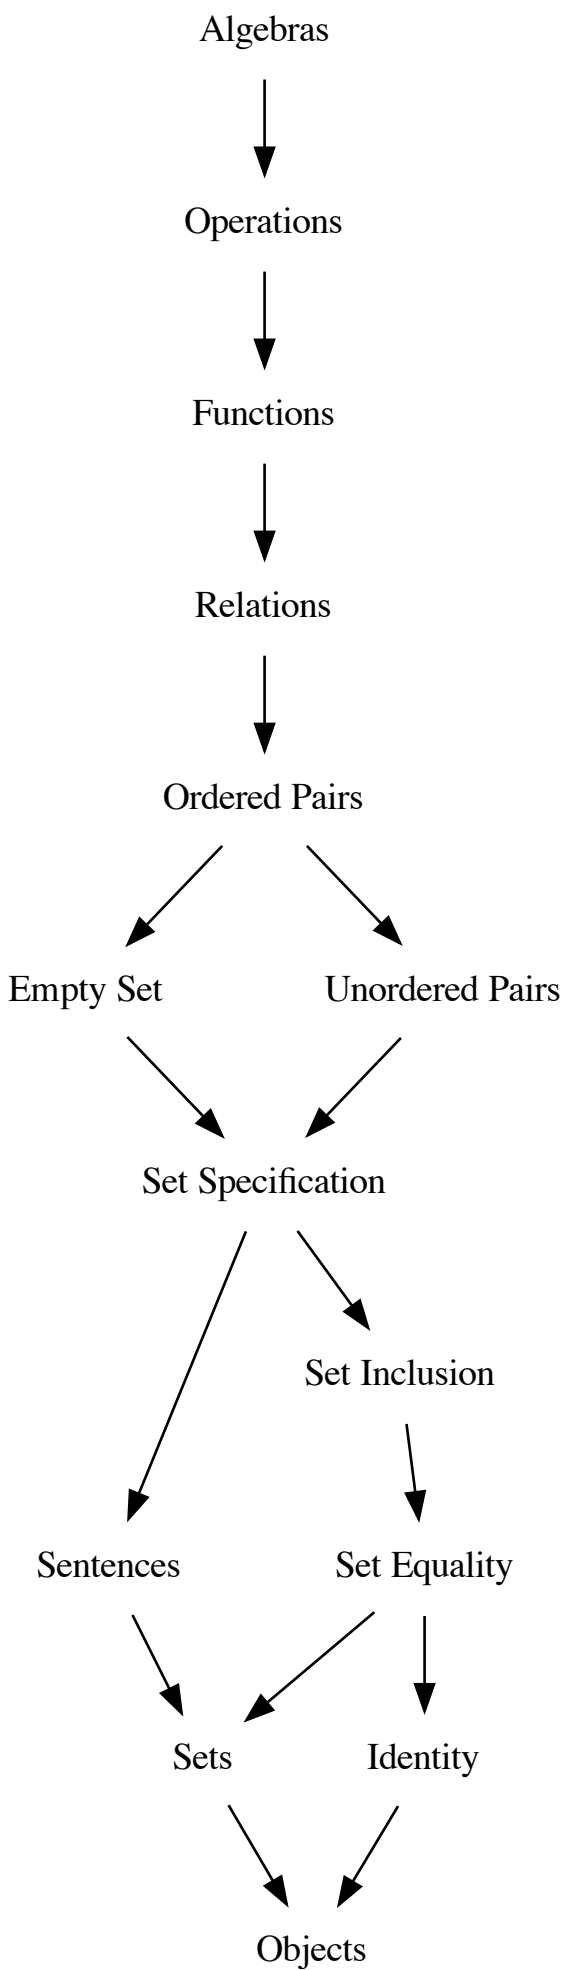 Algebras
Operations
Functions
Relations
Ordered Pairs
Empty Set
Unordered Pairs
Set Specification
Set Inclusion
Sentences
Set Equality
Sets
Identity
Objects